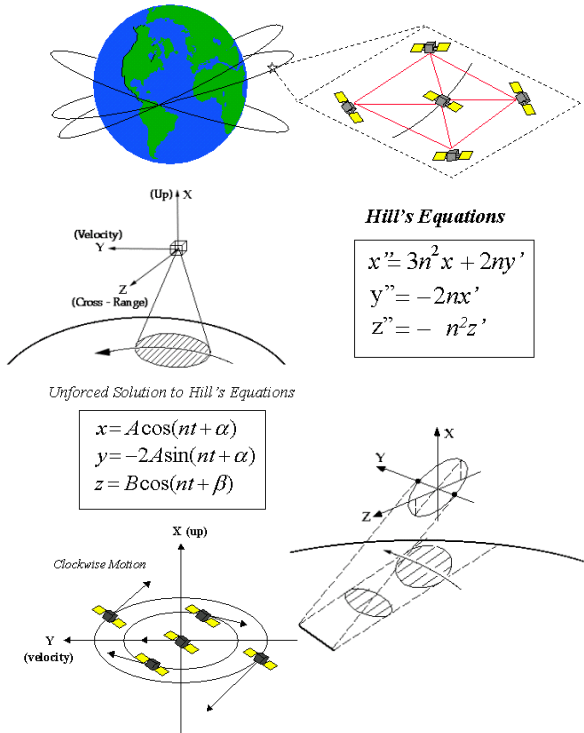 (Up) X
(Velocity)
Y
Z
(Cross - Range)
Hill's Equations
x" = 3n²x + 2ny'
y" = −2nx'
z" = − n²z'
Unforced Solution to Hill's Equations
x = A cos(nt + α)
y = −2A sin(nt + α)
z = B cos(nt + β)
X
Y
Z
X (up)
Clockwise Motion
Y
(velocity)